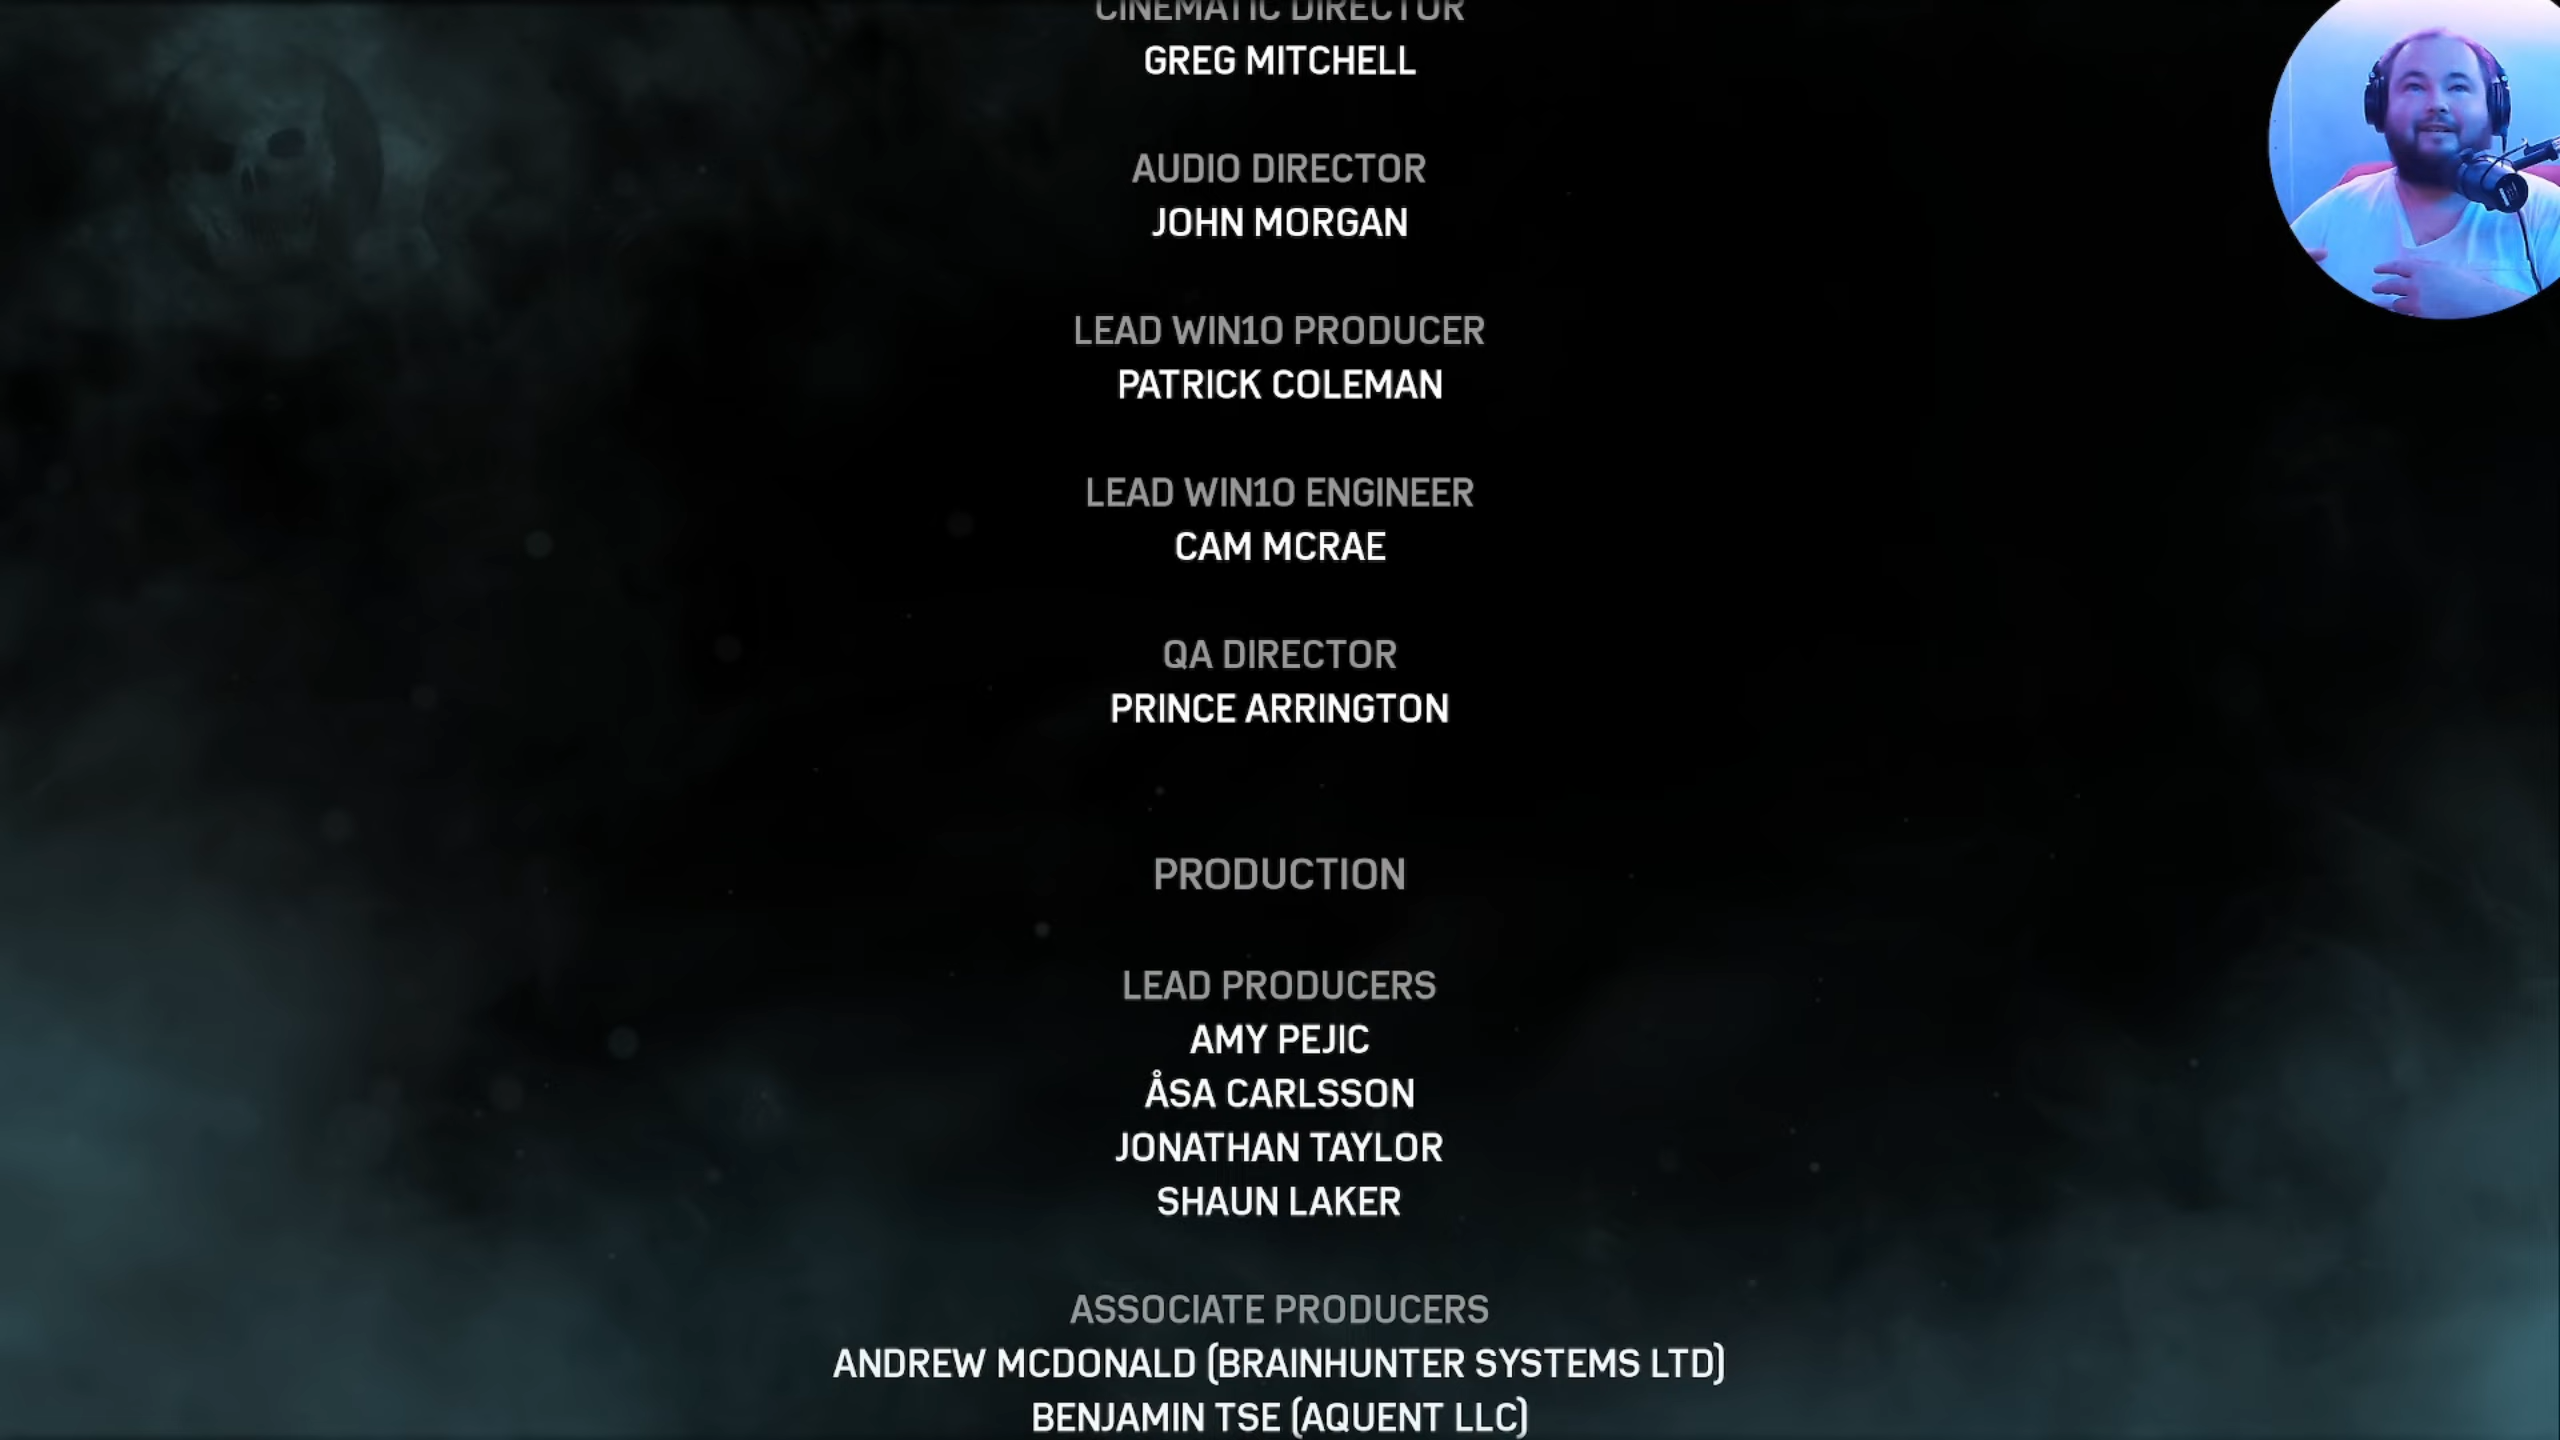 CINEMATIC DIRECTOR
GREG MITCHELL
AUDIO DIRECTOR
JOHN MORGAN
LEAD WIN10 PRODUCER
PATRICK COLEMAN
LEAD WIN10 ENGINEER
CAM MCRAE
QA DIRECTOR
PRINCE ARRINGTON
PRODUCTION
LEAD PRODUCERS
AMY PEJIC
ÅSA CARLSSON
JONATHAN TAYLOR
SHAUN LAKER
ASSOCIATE PRODUCERS
ANDREW MCDONALD (BRAINHUNTER SYSTEMS LTD)
BENJAMIN TSE (AQUENT LLC)